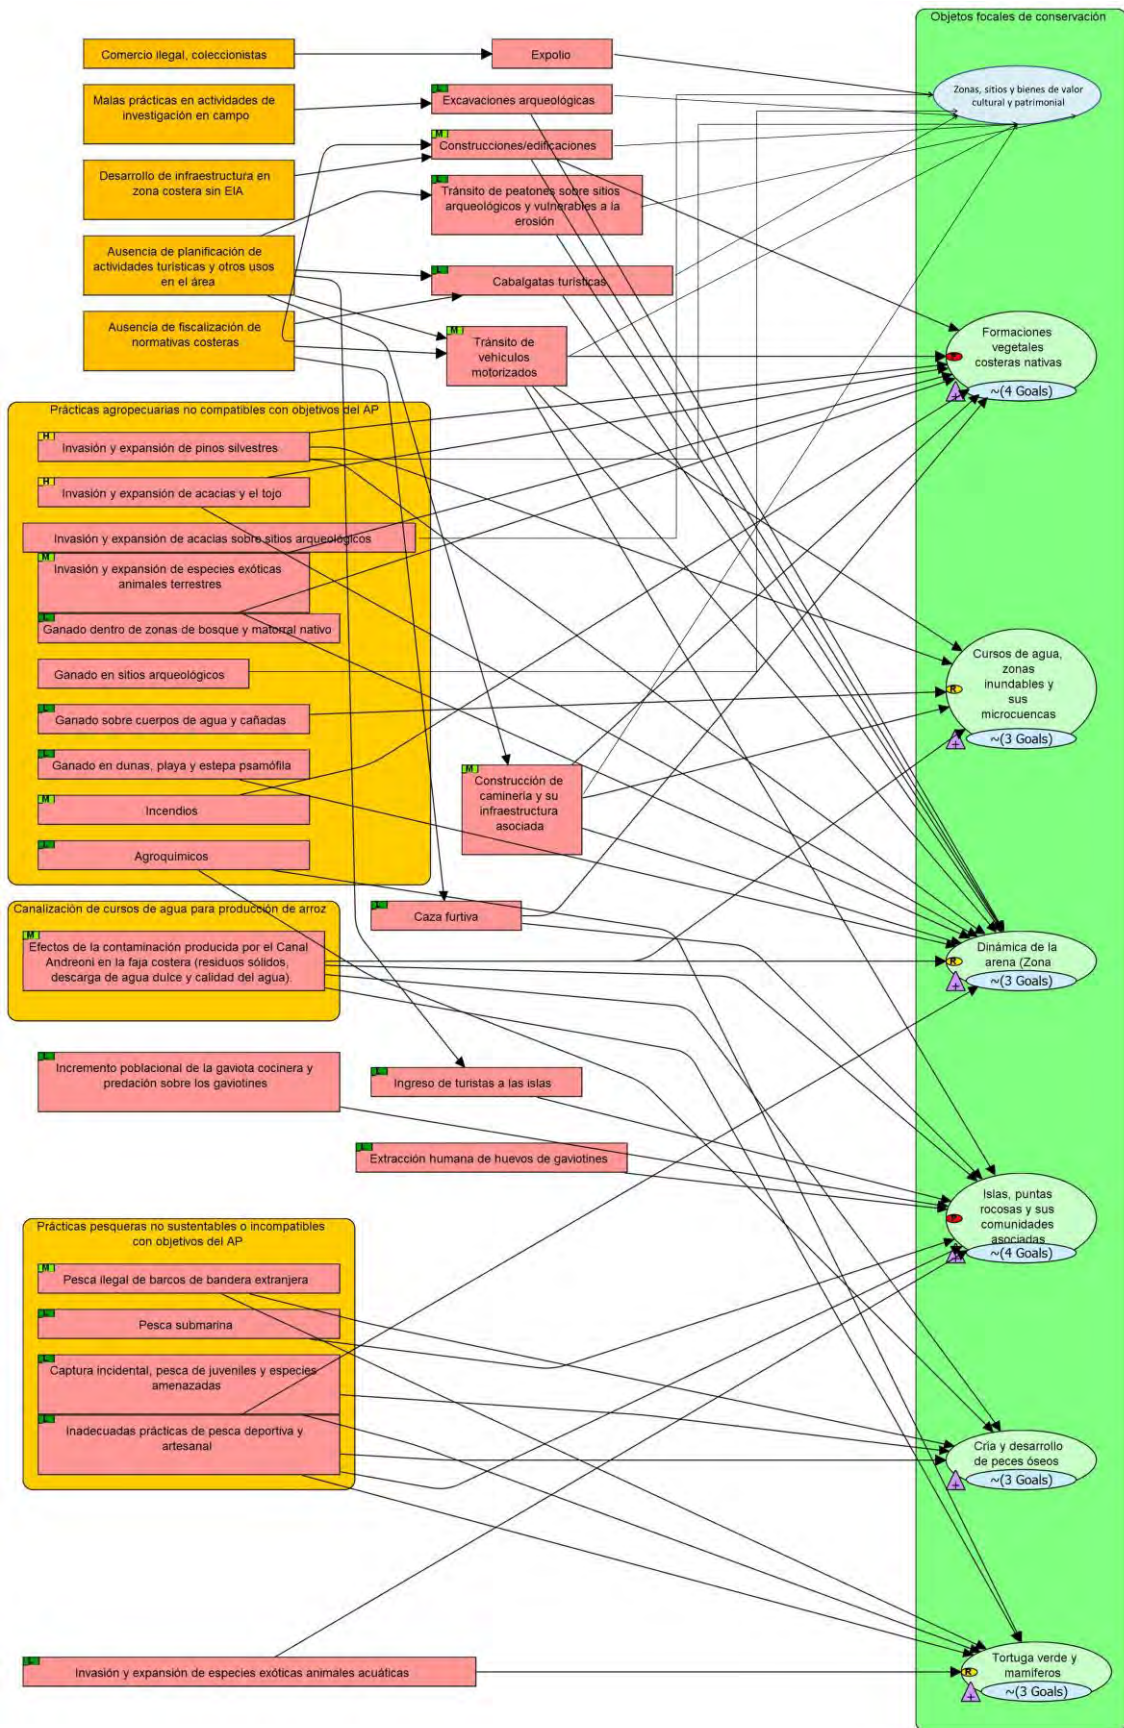 Objetos focales de conservación
Comercio ilegal, coleccionistas
Expolio
Zonas, sitios y bienes de valor
cultural y patrimonial
Malas prácticas en actividades de
investigación en campo
L
Excavaciones arqueológicas
M
Construcciones/edificaciones
Desarrollo de infraestructura en
zona costera sin EIA
L
Tránsito de peatones sobre sitios
arqueológicos y vulnerables a la
erosión
Ausencia de planificación de
actividades turísticas y otros usos
en el área
L
Cabalgatas turísticas
Ausencia de fiscalización de
normativas costeras
M
Tránsito de
vehículos
motorizados
Formaciones
vegetales
costeras nativas
P
+
~(4 Goals)
Prácticas agropecuarias no compatibles con objetivos del AP
H
Invasión y expansión de pinos silvestres
H
Invasión y expansión de acacias y el tojo
Invasión y expansión de acacias sobre sitios arqueológicos
M
Invasión y expansión de especies exóticas
animales terrestres
L
Ganado dentro de zonas de bosque y matorral nativo
Ganado en sitios arqueológicos
L
Ganado sobre cuerpos de agua y cañadas
L
Ganado en dunas, playa y estepa psamófila
M
Incendios
L
Agroquímicos
Cursos de agua,
zonas
inundables y
sus
microcuencas
R
+
~(3 Goals)
M
Construcción de
caminería y su
infraestructura
asociada
L
Caza furtiva
Canalización de cursos de agua para producción de arroz
M
Efectos de la contaminación producida por el Canal
Andreoni en la faja costera (residuos sólidos,
descarga de agua dulce y calidad del agua).
Dinámica de la
arena (Zona
R
+
~(3 Goals)
L
Incremento poblacional de la gaviota cocinera y
predación sobre los gaviotines
L
Ingreso de turistas a las islas
L
Extracción humana de huevos de gaviotines
Islas, puntas
rocosas y sus
comunidades
asociadas
P
+
~(4 Goals)
Prácticas pesqueras no sustentables o incompatibles
con objetivos del AP
M
Pesca ilegal de barcos de bandera extranjera
L
Pesca submarina
L
Captura incidental, pesca de juveniles y especies
amenazadas
L
Inadecuadas prácticas de pesca deportiva y
artesanal
Cría y desarrollo
de peces óseos
+
~(3 Goals)
L
Invasión y expansión de especies exóticas animales acuáticas
Tortuga verde y
mamíferos
R
+
~(3 Goals)